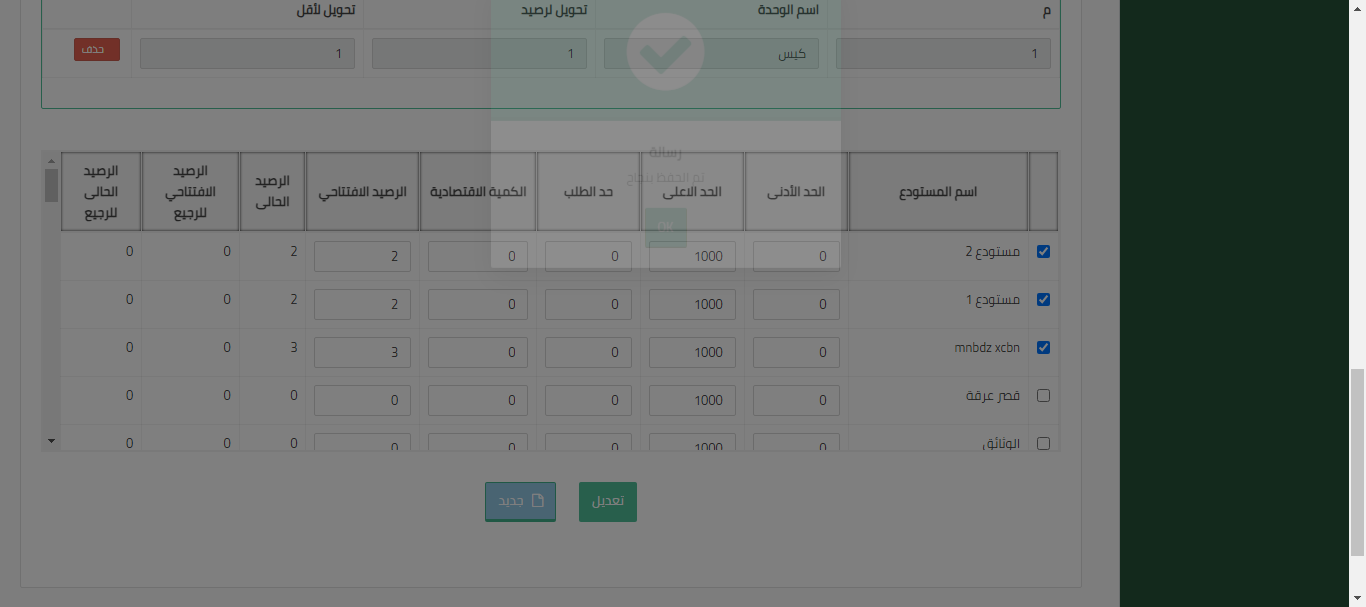 م اسم الوحدة تحويل لرصيد تحويل لأقل
1 كيس 1 1 حذف
رسالة
تم الحفظ بنجاح
OK
اسم المستودع الحد الأدنى الحد الاعلى حد الطلب الكمية الاقتصادية الرصيد الافتتاحي الرصيد الحالى الرصيد الافتتاحي للرجيع الرصيد الحالى للرجيع
مستودع 2 0 1000 0 0 2 2 0 0
مستودع 1 0 1000 0 0 2 2 0 0
mnbdz xcbn 0 1000 0 0 3 3 0 0
قصر عرقة 0 1000 0 0 0 0 0 0
الوثائق 0 1000 0 0 0 0 0 0
تعديل جديد